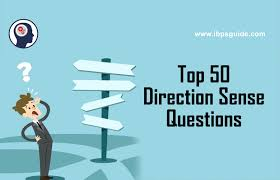 www.ibpsguide.com
?
Top 50
Direction Sense
Questions